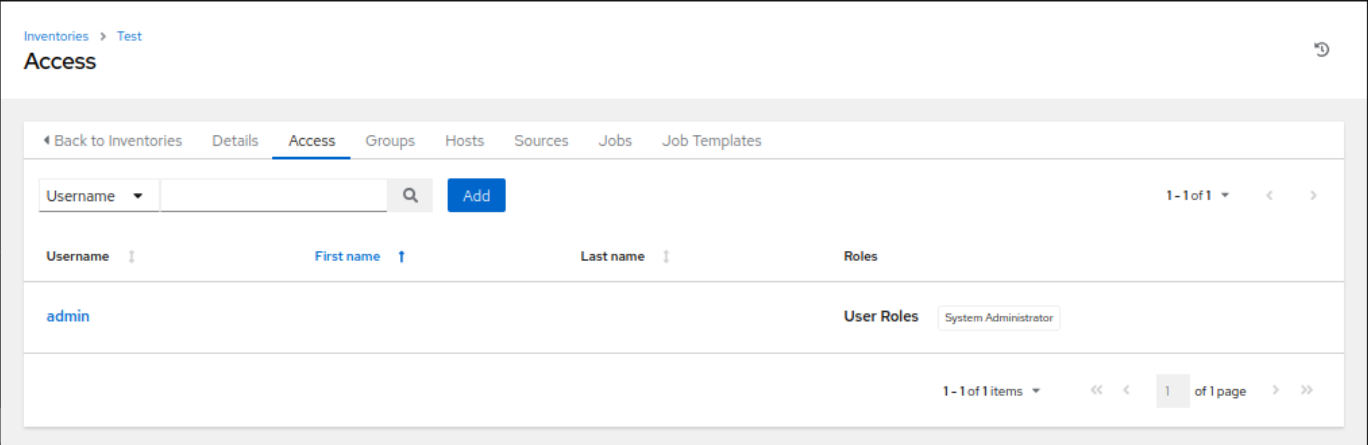 Inventories > Test
Access
Back to Inventories Details Access Groups Hosts Sources Jobs Job Templates
Username Add 1 - 1 of 1
Username First name Last name Roles
admin User Roles System Administrator
1 - 1 of 1 items 1 of 1 page